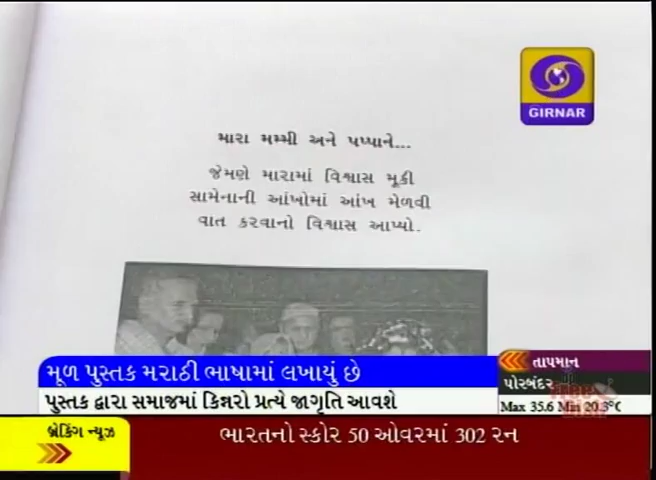 GIRNAR
મારા મમ્મી અને પપ્પાને...
જેમણે મારામાં વિશ્વાસ મૂકી
સામેનાની આંખોમાં આંખ મેળવી
વાત કરવાનો વિશ્વાસ આપ્યો.
મૂળ પુસ્તક મરાઠી ભાષામાં લખાયું છે
પુસ્તક દ્વારા સમાજમાં કિન્નરો પ્રત્યે જાગૃતિ આવશે
તાપમાન
પોરબંદર
Max 35.6 Min 20.3°C
બ્રેકિંગ ન્યૂઝ
ભારતનો સ્કોર 50 ઓવરમાં 302 રન